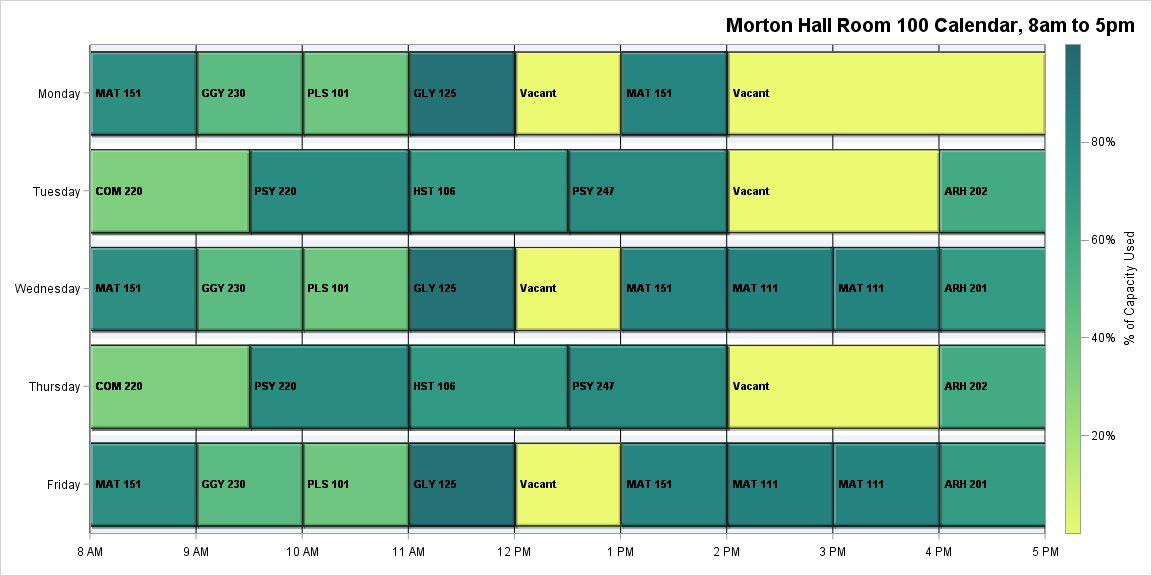 Morton Hall Room 100 Calendar, 8am to 5pm
Monday MAT 151 GGY 230 PLS 101 GLY 125 Vacant MAT 151 Vacant
80%
Tuesday COM 220 PSY 220 HST 106 PSY 247 Vacant ARH 202
60%
% of Capacity Used
Wednesday MAT 151 GGY 230 PLS 101 GLY 125 Vacant MAT 151 MAT 111 MAT 111 ARH 201
40%
Thursday COM 220 PSY 220 HST 106 PSY 247 Vacant ARH 202
20%
Friday MAT 151 GGY 230 PLS 101 GLY 125 Vacant MAT 151 MAT 111 MAT 111 ARH 201
8 AM 9 AM 10 AM 11 AM 12 PM 1 PM 2 PM 3 PM 4 PM 5 PM